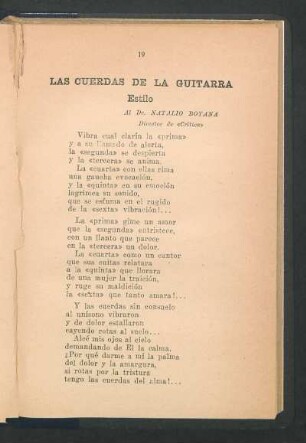 19
LAS CUERDAS DE LA GUITARRA
Estilo
Al Dr. NATALIO BOTANA
Director de «Crítica»
Vibra cual clarín la «prima»
y a su llamado de alerta,
la «segunda» se despierta
y la «tercera» se anima.
La «cuarta» con ellas rima
una gaucha evocación,
y la «quinta» en su emoción
lagrimea su sonido,
que se esfuma en el rugido
de la «sexta» vibración!...
La «prima» gime un amor
que la «segunda» entristece,
con un llanto que parece
en la «tercera» un dolor.
La «cuarta» como un cantor
que sus cuitas relatara
a la «quinta» que llorara
de una mujer la traición,
y ruge su maldición
la «sexta» que tanto amara!...
Y las cuerdas sin consuelo
al unísono vibraron
y de dolor estallaron
cayendo rotas al suelo...
Alcé mis ojos al cielo
demandando de El la calma,
¿Por qué darme a mí la palma
del dolor y la amargura,
si rotas por la tristura
tengo las cuerdas del alma!...